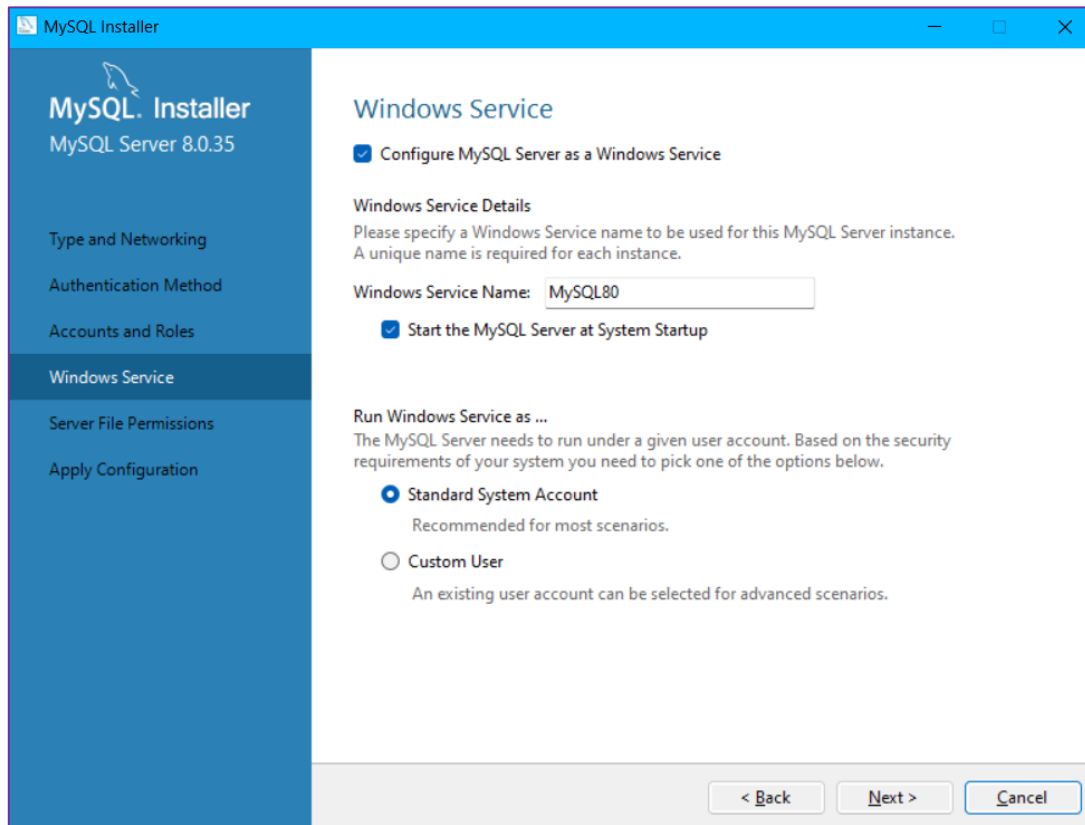 MySQL Installer
MySQL. Installer
MySQL Server 8.0.35
Type and Networking
Authentication Method
Accounts and Roles
Windows Service
Server File Permissions
Apply Configuration
Windows Service
Configure MySQL Server as a Windows Service
Windows Service Details
Please specify a Windows Service name to be used for this MySQL Server instance.
A unique name is required for each instance.
Windows Service Name: MySQL80
Start the MySQL Server at System Startup
Run Windows Service as ...
The MySQL Server needs to run under a given user account. Based on the security
requirements of your system you need to pick one of the options below.
Standard System Account
Recommended for most scenarios.
Custom User
An existing user account can be selected for advanced scenarios.
< Back Next > Cancel